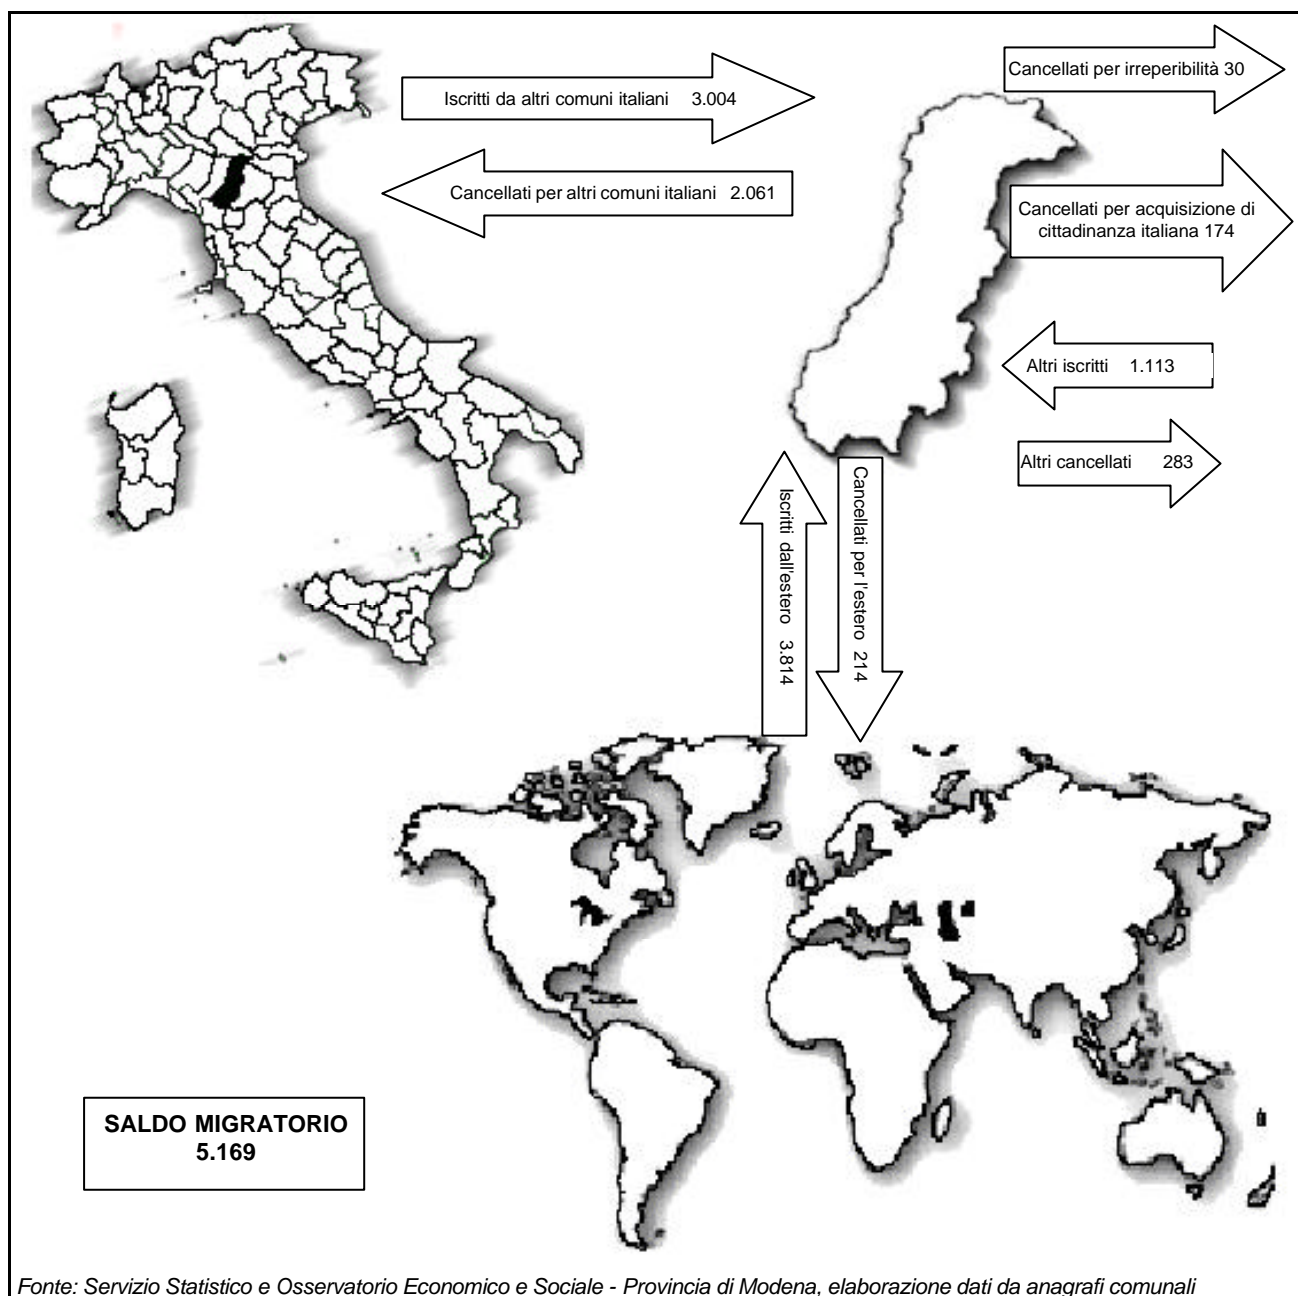 Cancellati per irreperibilità 30
Iscritti da altri comuni italiani 3.004
Cancellati per altri comuni italiani 2.061
Cancellati per acquisizione di
cittadinanza italiana 174
Altri iscritti 1.113
Altri cancellati 283
Iscritti dall'estero 3.814
Cancellati per l'estero 214
SALDO MIGRATORIO
5.169
Fonte: Servizio Statistico e Osservatorio Economico e Sociale - Provincia di Modena, elaborazione dati da anagrafi comunali